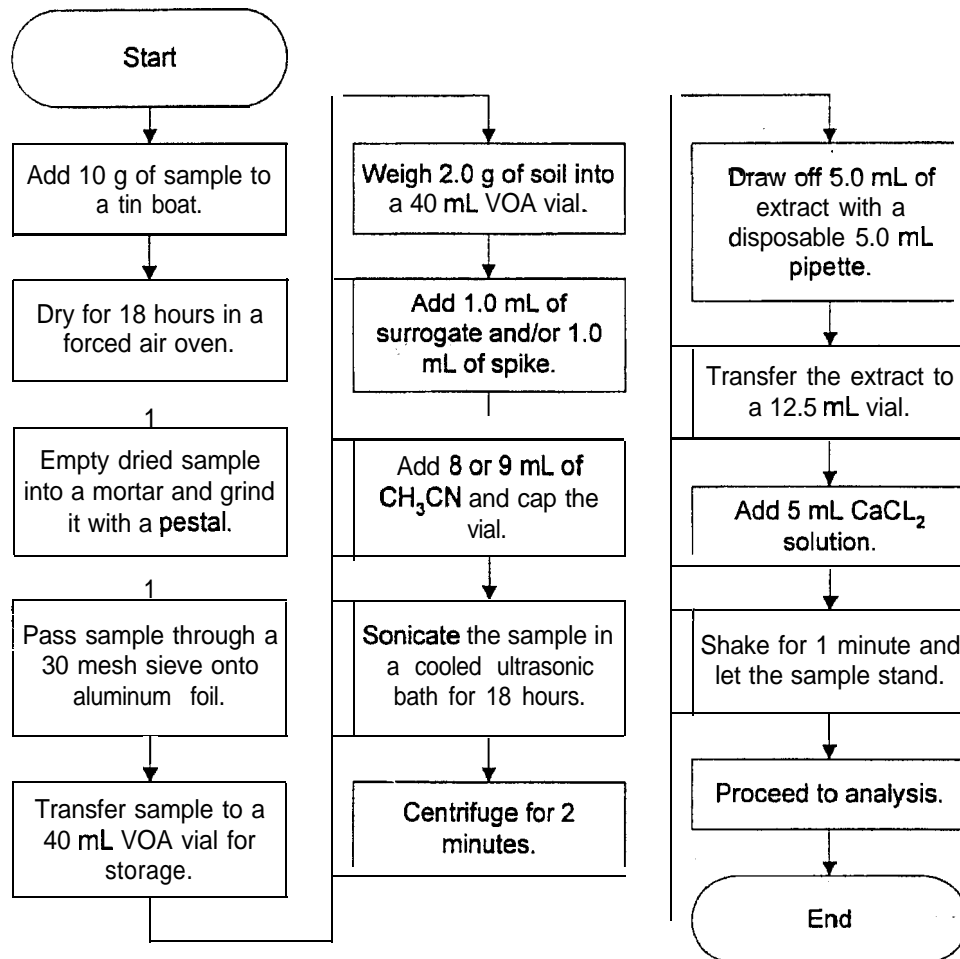 Start
Add 10 g of sample to
a tin boat.
Dry for 18 hours in a
forced air oven.
1
Empty dried sample
into a mortar and grind
it with a pestal.
1
Pass sample through a
30 mesh sieve onto
aluminum foil.
Transfer sample to a
40 mL VOA vial for
storage.
Weigh 2.0 g of soil into
a 40 mL VOA vial.
Add 1.0 mL of
surrogate and/or 1.0
mL of spike.
Add 8 or 9 mL of
CH₃CN and cap the
vial.
Sonicate the sample in
a cooled ultrasonic
bath for 18 hours.
Centrifuge for 2
minutes.
Draw off 5.0 mL of
extract with a
disposable 5.0 mL
pipette.
Transfer the extract to
a 12.5 mL vial.
Add 5 mL CaCL₂
solution.
Shake for 1 minute and
let the sample stand.
Proceed to analysis.
End